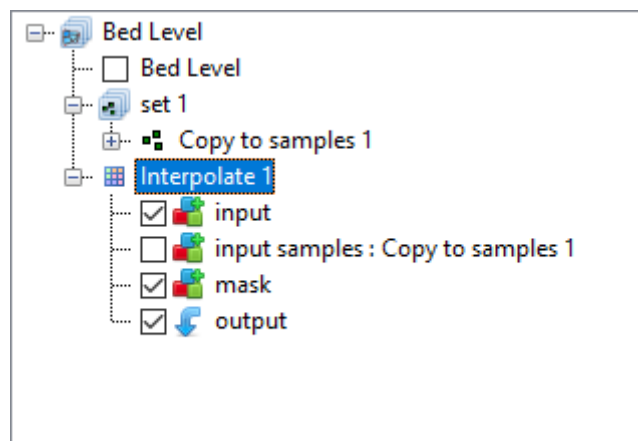 Bed Level
Bed Level
set 1
Copy to samples 1
Interpolate 1
input
input samples : Copy to samples 1
mask
output